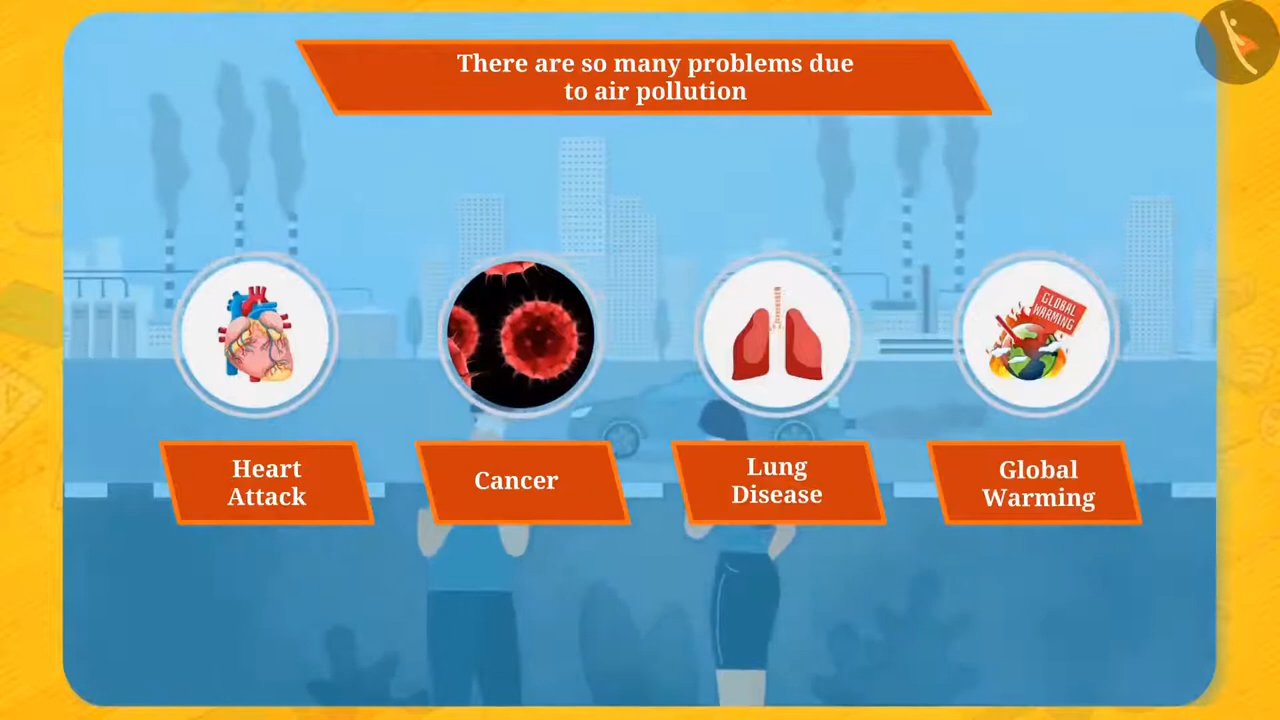 There are so many problems due
to air pollution
GLOBAL
WARMING
Heart
Attack
Cancer
Lung
Disease
Global
Warming